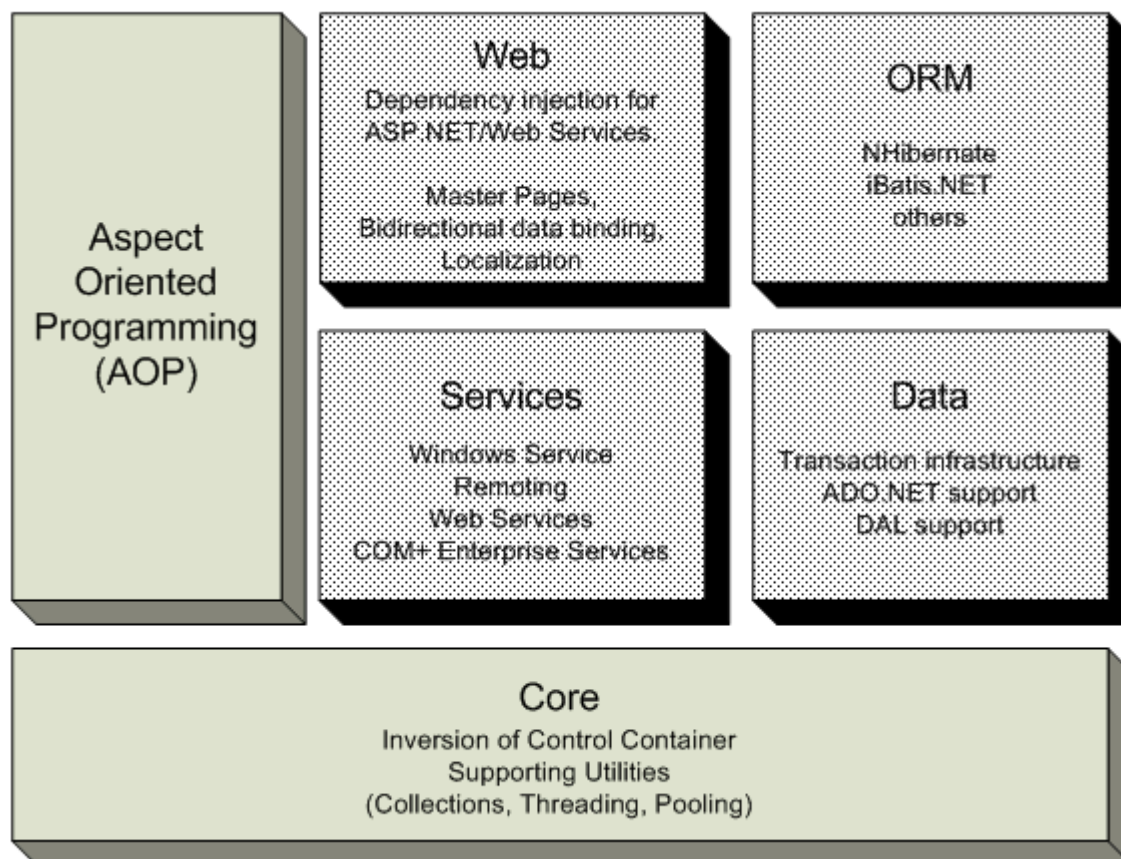 Aspect
Oriented
Programming
(AOP)
Web
Dependency injection for
ASP.NET/Web Services.
Master Pages,
Bidirectional data binding,
Localization
ORM
NHibernate
iBatis.NET
others
Services
Windows Service
Remoting
Web Services
COM+ Enterprise Services
Data
Transaction infrastructure
ADO.NET support
DAL support
Core
Inversion of Control Container
Supporting Utilities
(Collections, Threading, Pooling)